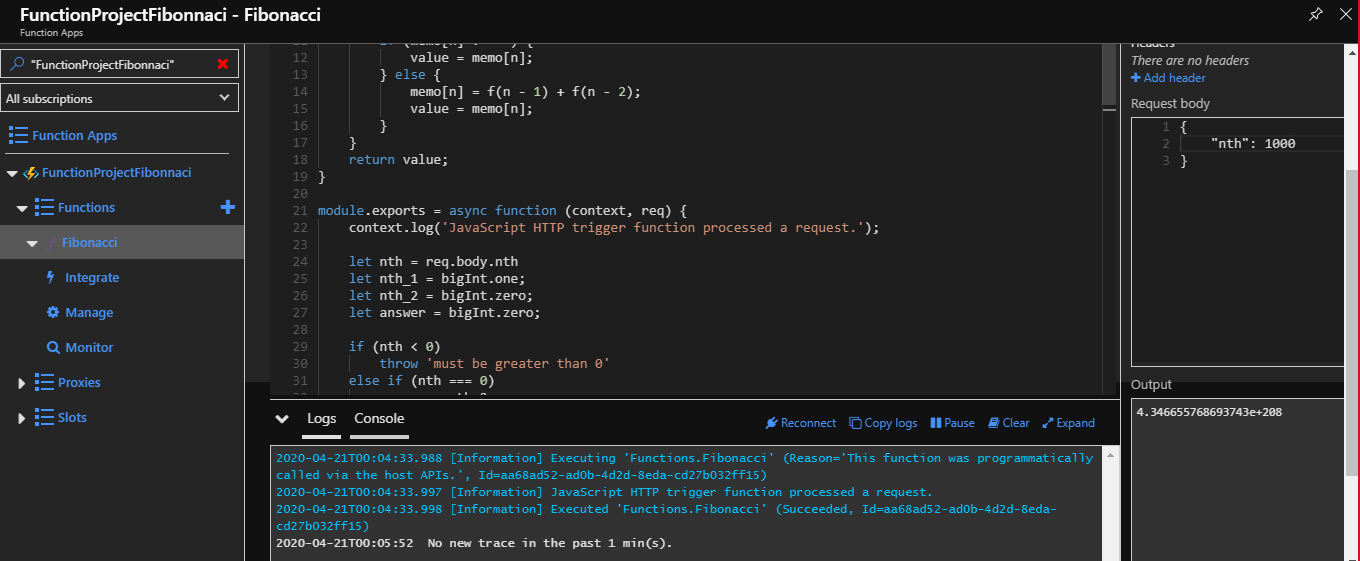 FunctionProjectFibonnaci - Fibonacci
Function Apps
"FunctionProjectFibonnaci"
All subscriptions
Function Apps
FunctionProjectFibonnaci
Functions
Fibonacci
Integrate
Manage
Monitor
Proxies
Slots
12 value = memo[n];
13 } else {
14 memo[n] = f(n - 1) + f(n - 2);
15 value = memo[n];
16 }
17 }
18 return value;
19 }
20
21 module.exports = async function (context, req) {
22 context.log('JavaScript HTTP trigger function processed a request.');
23
24 let nth = req.body.nth
25 let nth_1 = bigInt.one;
26 let nth_2 = bigInt.zero;
27 let answer = bigInt.zero;
28
29 if (nth < 0)
30 throw 'must be greater than 0'
31 else if (nth === 0)
Logs Console
Reconnect Copy logs Pause Clear Expand
2020-04-21T00:04:33.988 [Information] Executing 'Functions.Fibonacci' (Reason='This function was programmatically
called via the host APIs.', Id=aa68ad52-ad0b-4d2d-8eda-cd27b032ff15)
2020-04-21T00:04:33.997 [Information] JavaScript HTTP trigger function processed a request.
2020-04-21T00:04:33.998 [Information] Executed 'Functions.Fibonacci' (Succeeded, Id=aa68ad52-ad0b-4d2d-8eda-
cd27b032ff15)
2020-04-21T00:05:52 No new trace in the past 1 min(s).
Headers
There are no headers
Add header
Request body
1 {
2 "nth": 1000
3 }
Output
4.346655768693743e+208